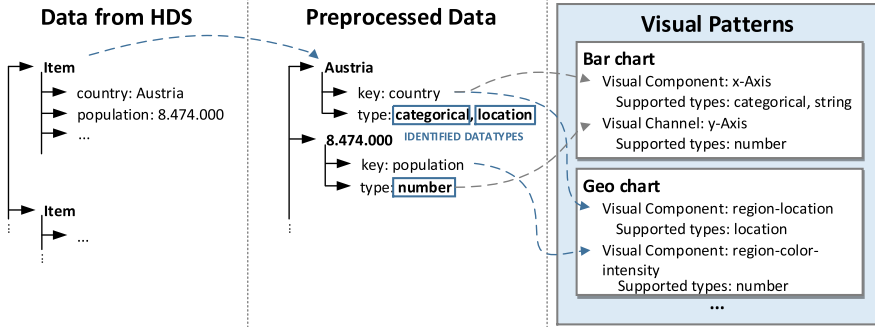 Data from HDS
Item
country: Austria
population: 8.474.000
...
Item
...
Preprocessed Data
Austria
key: country
type: categorical, location
IDENTIFIED DATATYPES
8.474.000
key: population
type: number
Visual Patterns
Bar chart
Visual Component: x-Axis
Supported types: categorical, string
Visual Channel: y-Axis
Supported types: number
Geo chart
Visual Component: region-location
Supported types: location
Visual Component: region-color-
intensity
Supported types: number
...